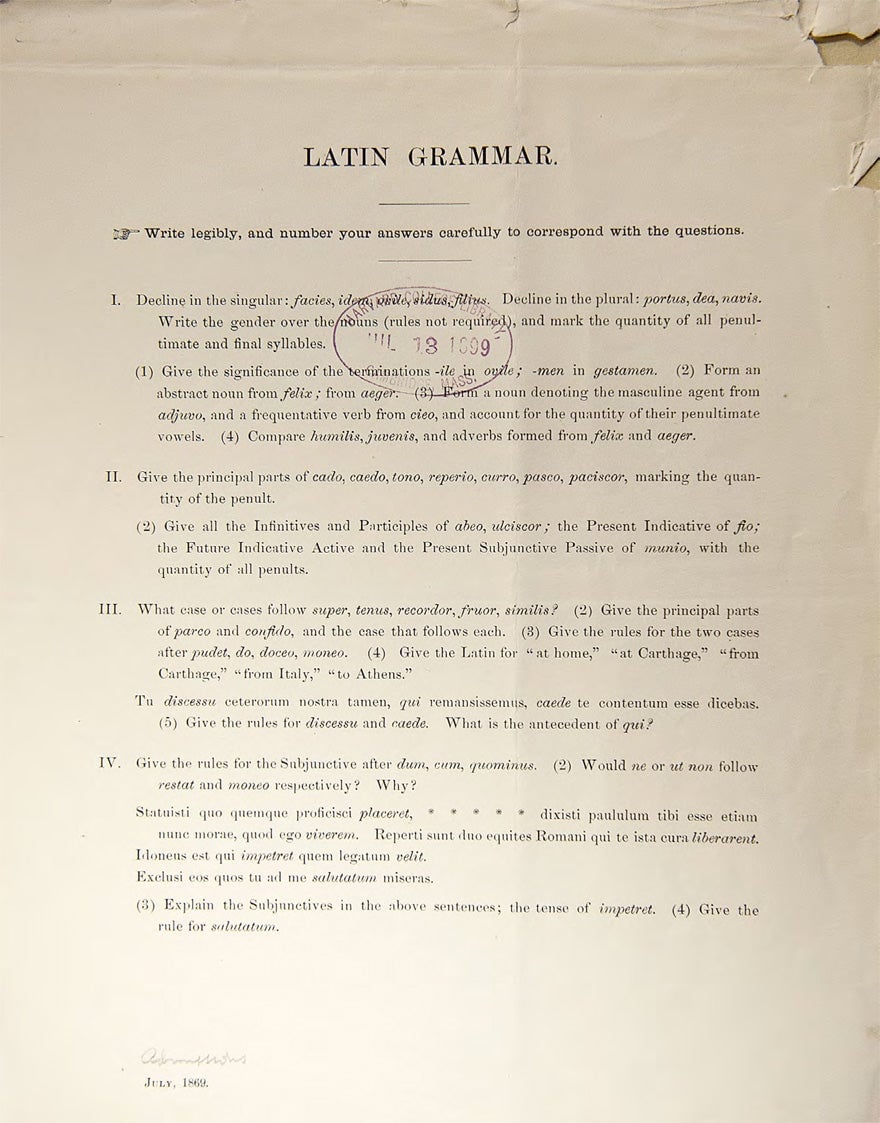 LATIN GRAMMAR.
☞ Write legibly, and number your answers carefully to correspond with the questions.
I. Decline in the singular: facies, idem, ovile, sidus, filius. Decline in the plural: portus, dea, navis.
Write the gender over the nouns (rules not required), and mark the quantity of all penul-
timate and final syllables.
HARVARD COLLEGE LIBRARY
JUL 13 1899
CAMBRIDGE, MASS.
(1) Give the significance of the terminations -ile in ovile; -men in gestamen. (2) Form an
abstract noun from felix; from aeger. (3) Form a noun denoting the masculine agent from
adjuvo, and a frequentative verb from cieo, and account for the quantity of their penultimate
vowels. (4) Compare humilis, juvenis, and adverbs formed from felix and aeger.
II. Give the principal parts of cado, caedo, tono, reperio, curro, pasco, paciscor, marking the quan-
tity of the penult.
(2) Give all the Infinitives and Participles of abeo, ulciscor; the Present Indicative of fio;
the Future Indicative Active and the Present Subjunctive Passive of munio, with the
quantity of all penults.
III. What case or cases follow super, tenus, recordor, fruor, similis? (2) Give the principal parts
of parco and confido, and the case that follows each. (3) Give the rules for the two cases
after pudet, do, doceo, moneo. (4) Give the Latin for "at home," "at Carthage," "from
Carthage," "from Italy," "to Athens."
Tu discessu ceterorum nostra tamen, qui remansissemus, caede te contentum esse dicebas.
(5) Give the rules for discessu and caede. What is the antecedent of qui?
IV. Give the rules for the Subjunctive after dum, cum, quominus. (2) Would ne or ut non follow
restat and moneo respectively? Why?
Statuisti quo quemque proficisci placeret, * * * * * dixisti paululum tibi esse etiam
nunc morae, quod ego viverem. Reperti sunt duo equites Romani qui te ista cura liberarent.
Idoneus est qui impetret quem legatum velit.
Exclusi eos quos tu ad me salutatum miseras.
(3) Explain the Subjunctives in the above sentences; the tense of impetret. (4) Give the
rule for salutatum.
Admissions
JULY, 1869.